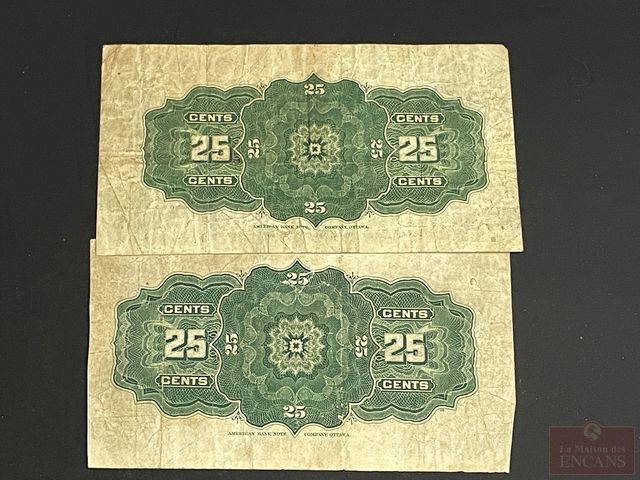 25
CENTS CENTS
25 25 25 25
CENTS CENTS
25
AMERICAN BANK NOTE COMPANY, OTTAWA.
25
CENTS CENTS
25 25 25 25
CENTS CENTS
25
AMERICAN BANK NOTE COMPANY, OTTAWA.
La Maison des
ENCANS